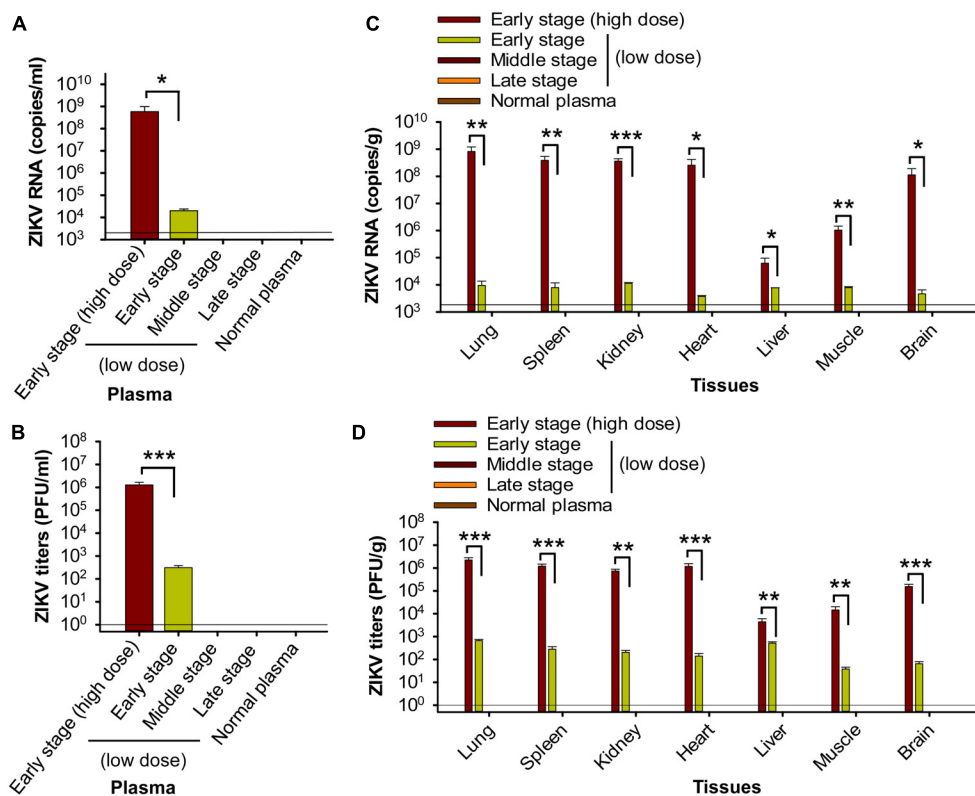 A
ZIKV RNA (copies/ml)
10^10
10^9
10^8
10^7
10^6
10^5
10^4
10^3
*
Early stage (high dose)
Early stage
Middle stage
Late stage
Normal plasma
(low dose)
Plasma
B
ZIKV titers (PFU/ml)
10^8
10^7
10^6
10^5
10^4
10^3
10^2
10^1
10^0
***
Early stage (high dose)
Early stage
Middle stage
Late stage
Normal plasma
(low dose)
Plasma
C
Early stage (high dose)
Early stage
Middle stage
Late stage
Normal plasma
(low dose)
ZIKV RNA (copies/g)
10^10
10^9
10^8
10^7
10^6
10^5
10^4
10^3
** ** *** * * ** *
Lung Spleen Kidney Heart Liver Muscle Brain
Tissues
D
Early stage (high dose)
Early stage
Middle stage
Late stage
Normal plasma
(low dose)
ZIKV titers (PFU/g)
10^8
10^7
10^6
10^5
10^4
10^3
10^2
10^1
10^0
*** *** ** *** ** ** ***
Lung Spleen Kidney Heart Liver Muscle Brain
Tissues